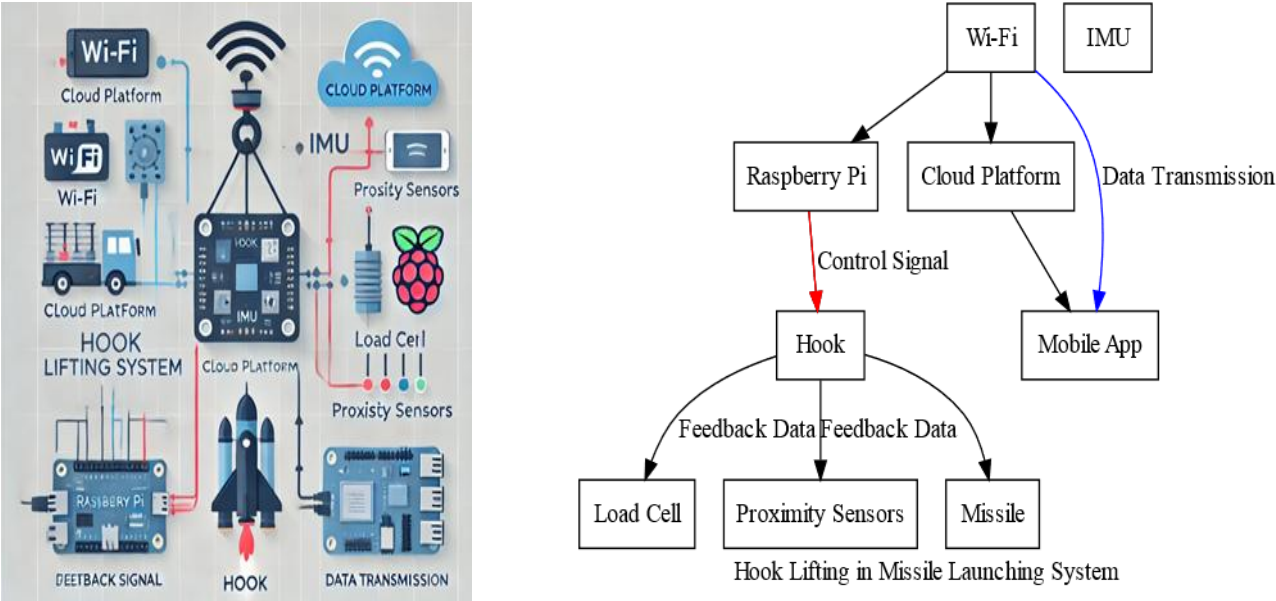 Wi-Fi
Cloud Platform
Wi Fi
Wi-Fi
CLOUD PLATFORM
HOOK
LIFTING SYSTEM
CLOUD PLATFORM
IMU
Prosity Sensors
HOOK
IMU
CLOUD PLATFORM
Load Cerl
Proxisty Sensors
RASBBERY Pi
DEETBACK SIGNAL
HOOK
DATA TRANSMISSION
Wi-Fi
IMU
Raspberry Pi
Cloud Platform
Data Transmission
Control Signal
Hook
Mobile App
Feedback Data
Feedback Data
Load Cell
Proximity Sensors
Missile
Hook Lifting in Missile Launching System